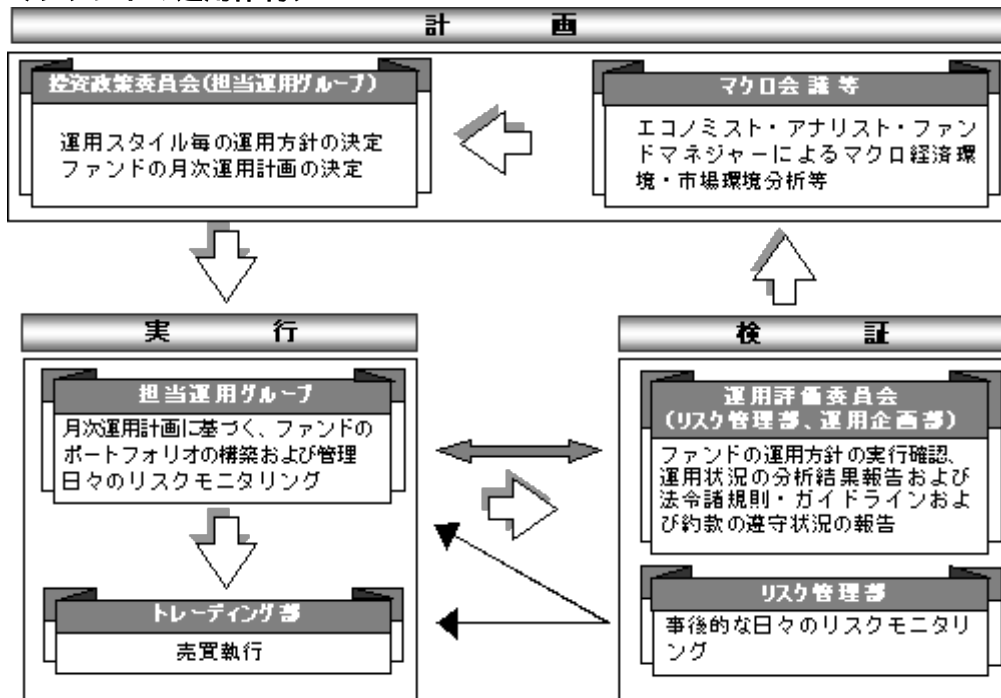 計画
投資政策委員会(担当運用グループ)
運用スタイル毎の運用方針の決定
ファンドの月次運用計画の決定
マクロ会議等
エコノミスト・アナリスト・ファン
ドマネジャーによるマクロ経済環
境・市場環境分析等
実行
担当運用グループ
月次運用計画に基づく、ファンドの
ポートフォリオの構築および管理
日々のリスクモニタリング
トレーディング部
売買執行
検証
運用評価委員会
(リスク管理部、運用企画部)
ファンドの運用方針の実行確認、
運用状況の分析結果報告および
法令諸規則・ガイドラインおよ
び約款の遵守状況の報告
リスク管理部
事後的な日々のリスクモニタリ
ング